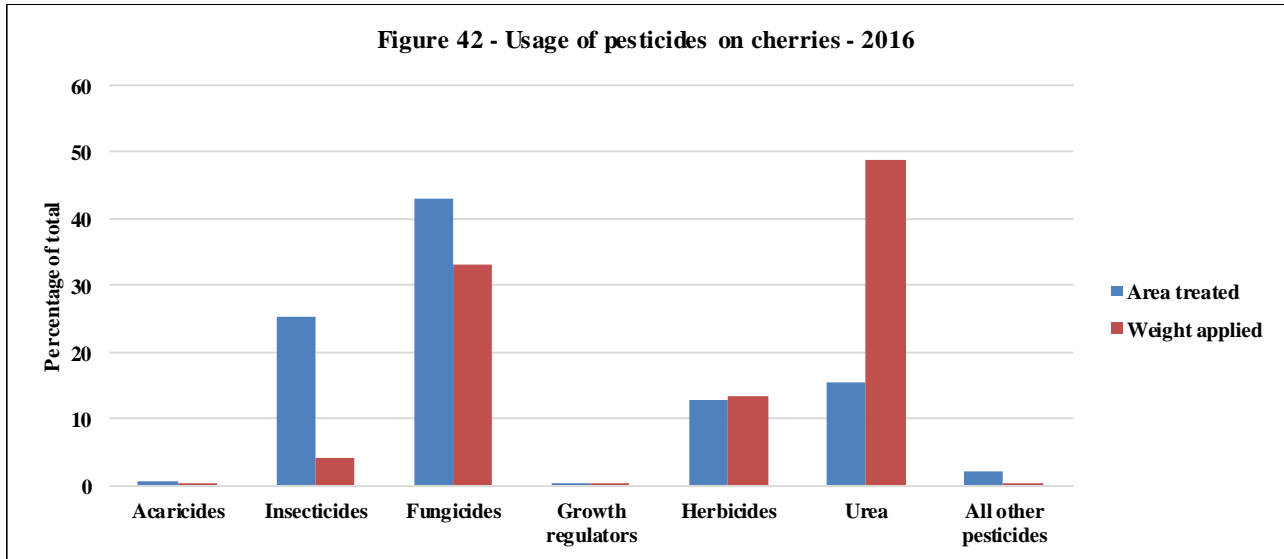 Figure 42 - Usage of pesticides on cherries - 2016
Percentage of total
60
50
40
30
20
10
0
Acaricides
Insecticides
Fungicides
Growth
regulators
Herbicides
Urea
All other
pesticides
Area treated
Weight applied